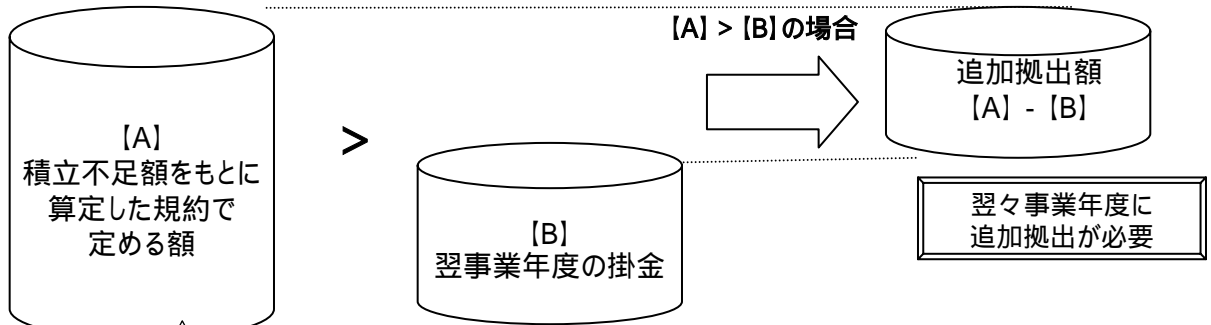 【A】>【B】の場合
追加拠出額
【A】-【B】
【A】
積立不足額をもとに
算定した規約で
定める額
>
【B】
翌事業年度の掛金
翌々事業年度に
追加拠出が必要